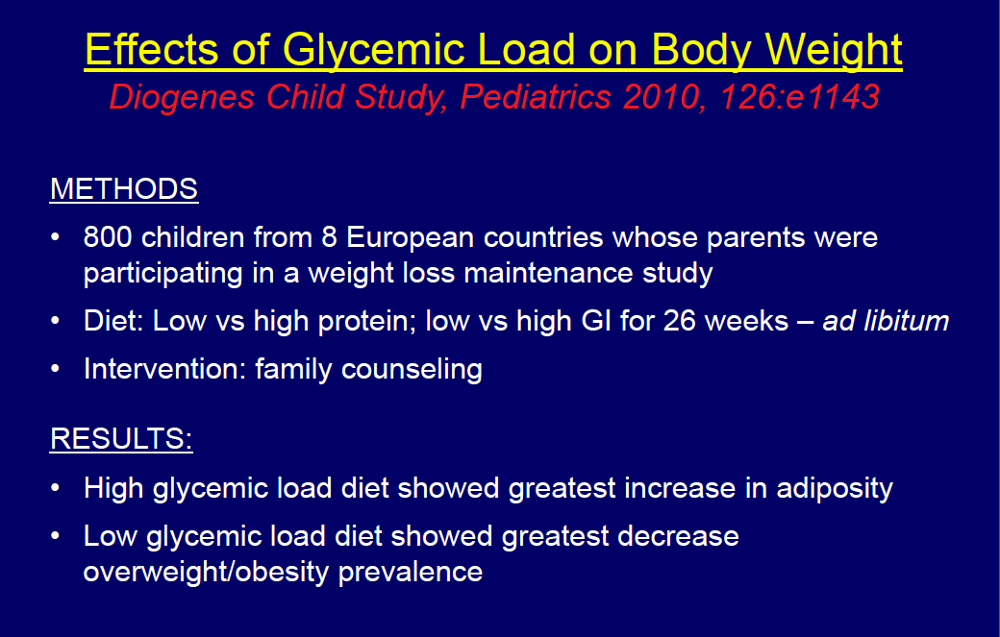 Effects of Glycemic Load on Body Weight
Diogenes Child Study, Pediatrics 2010, 126:e1143
METHODS
• 800 children from 8 European countries whose parents were
participating in a weight loss maintenance study
• Diet: Low vs high protein; low vs high GI for 26 weeks – ad libitum
• Intervention: family counseling
RESULTS:
• High glycemic load diet showed greatest increase in adiposity
• Low glycemic load diet showed greatest decrease
overweight/obesity prevalence